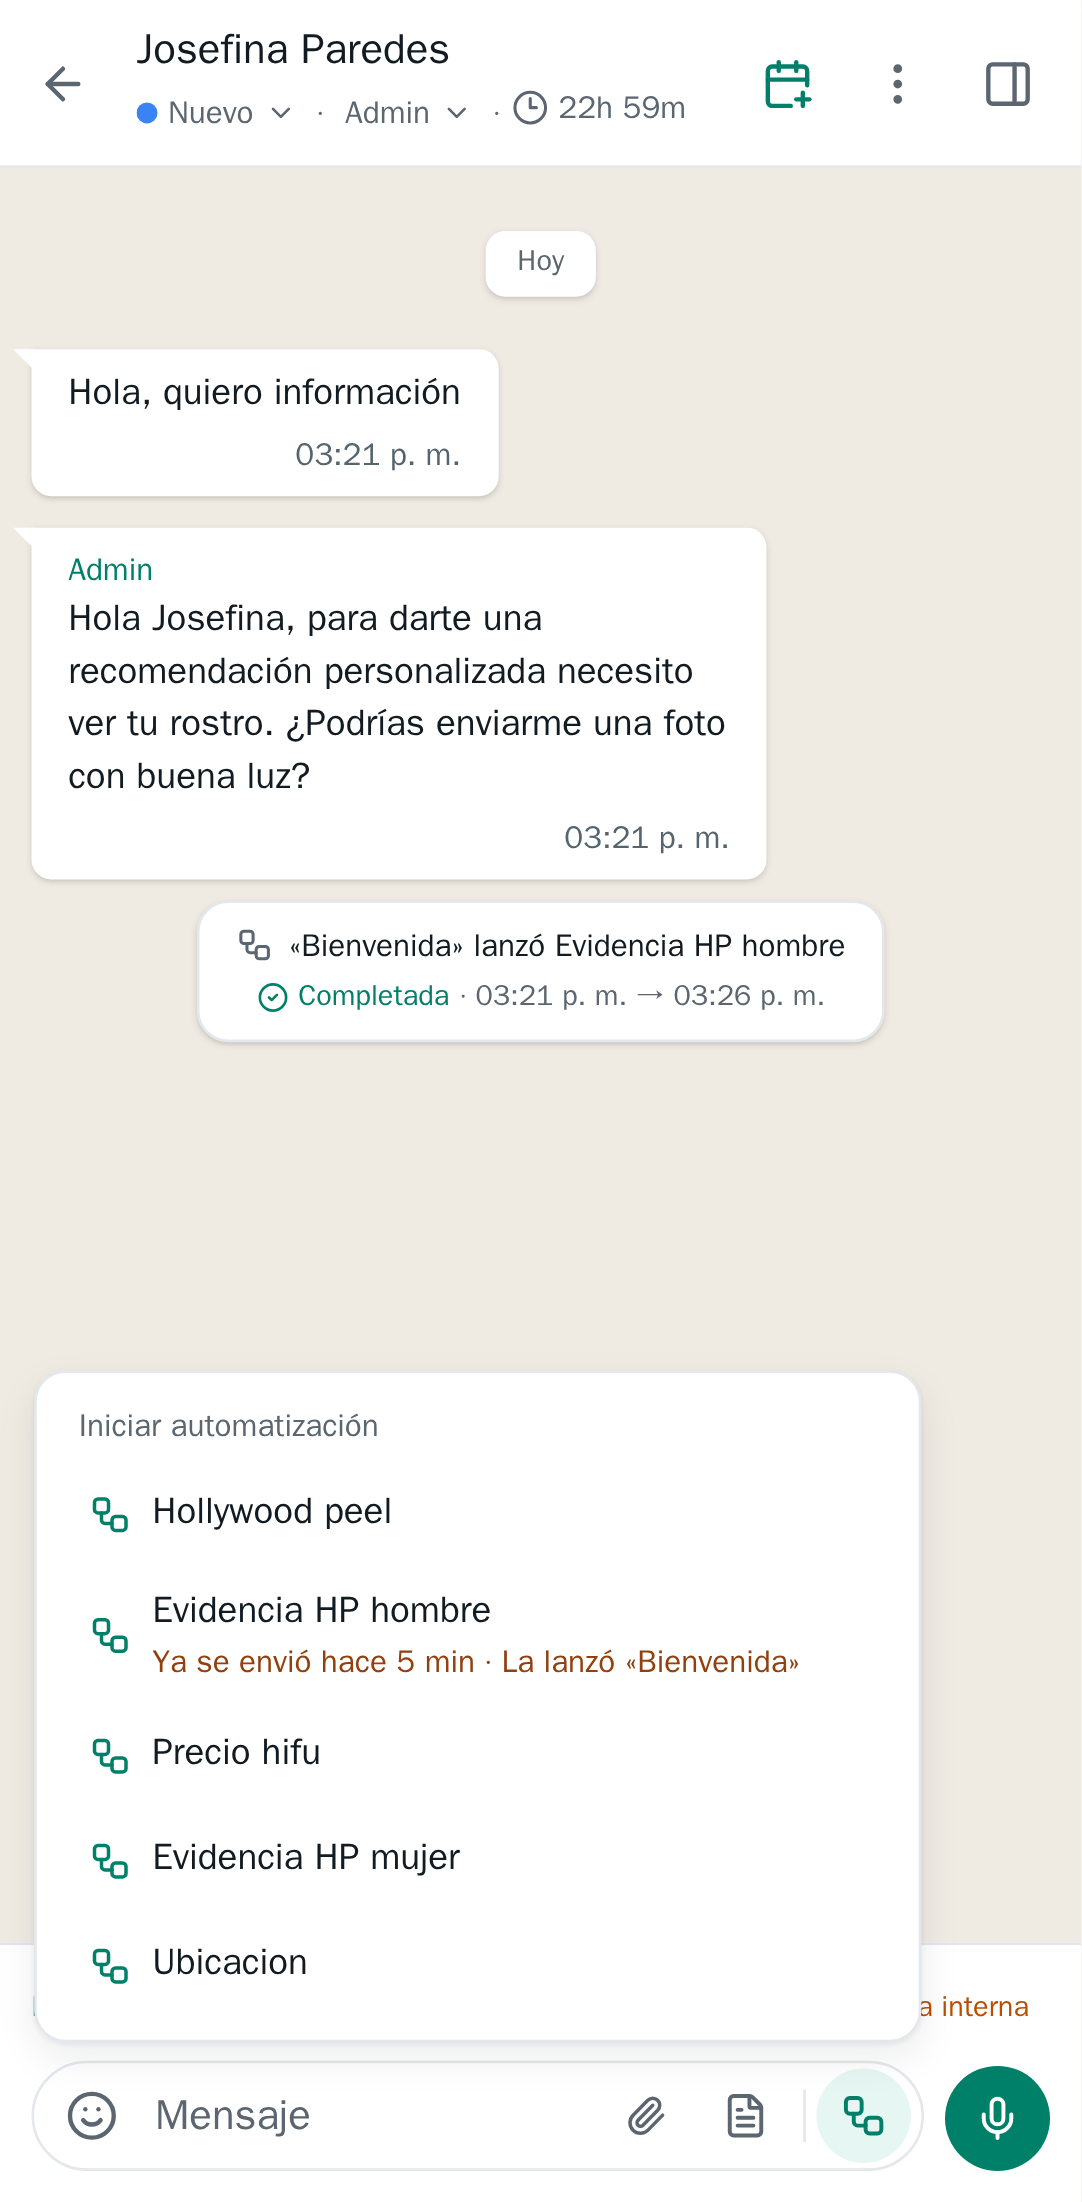 Josefina Paredes
Nuevo · Admin · 22h 59m
Hoy
Hola, quiero información
03:21 p. m.
Admin
Hola Josefina, para darte una
recomendación personalizada necesito
ver tu rostro. ¿Podrías enviarme una foto
con buena luz?
03:21 p. m.
«Bienvenida» lanzó Evidencia HP hombre
Completada · 03:21 p. m. → 03:26 p. m.
Iniciar automatización
Hollywood peel
Evidencia HP hombre
Ya se envió hace 5 min · La lanzó «Bienvenida»
Precio hifu
Evidencia HP mujer
Ubicacion
a interna
Mensaje